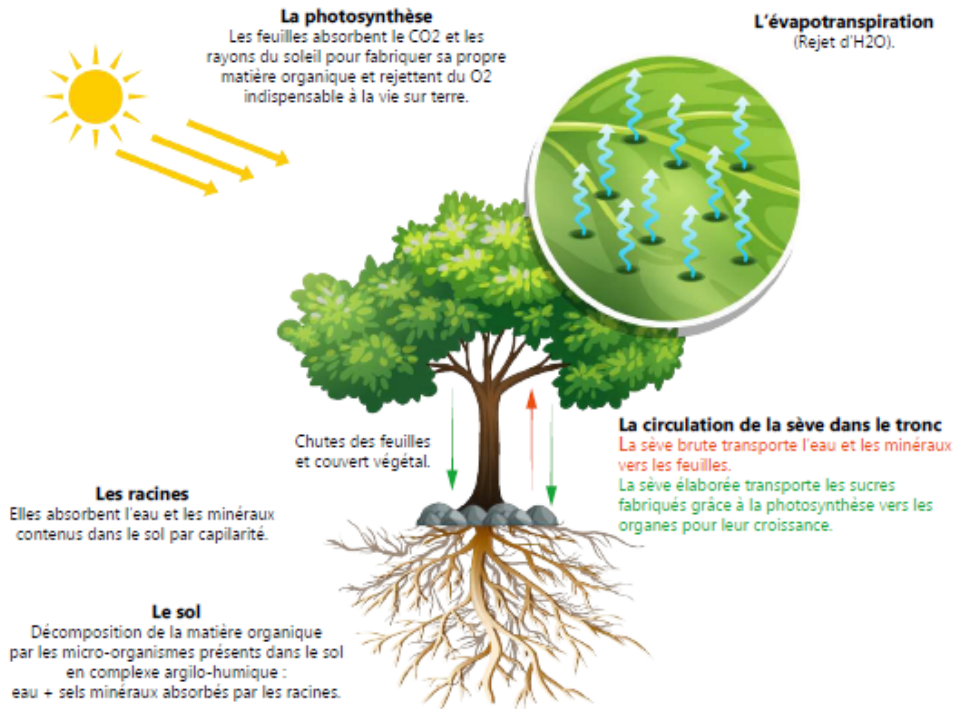 La photosynthèse
Les feuilles absorbent le CO2 et les
rayons du soleil pour fabriquer sa propre
matière organique et rejettent du O2
indispensable à la vie sur terre.
L'évapotranspiration
(Rejet d'H2O).
Chutes des feuilles
et couvert végétal.
La circulation de la sève dans le tronc
La sève brute transporte l'eau et les minéraux
vers les feuilles.
La sève élaborée transporte les sucres
fabriqués grâce à la photosynthèse vers les
organes pour leur croissance.
Les racines
Elles absorbent l'eau et les minéraux
contenus dans le sol par capilarité.
Le sol
Décomposition de la matière organique
par les micro-organismes présents dans le sol
en complexe argilo-humique :
eau + sels minéraux absorbés par les racines.